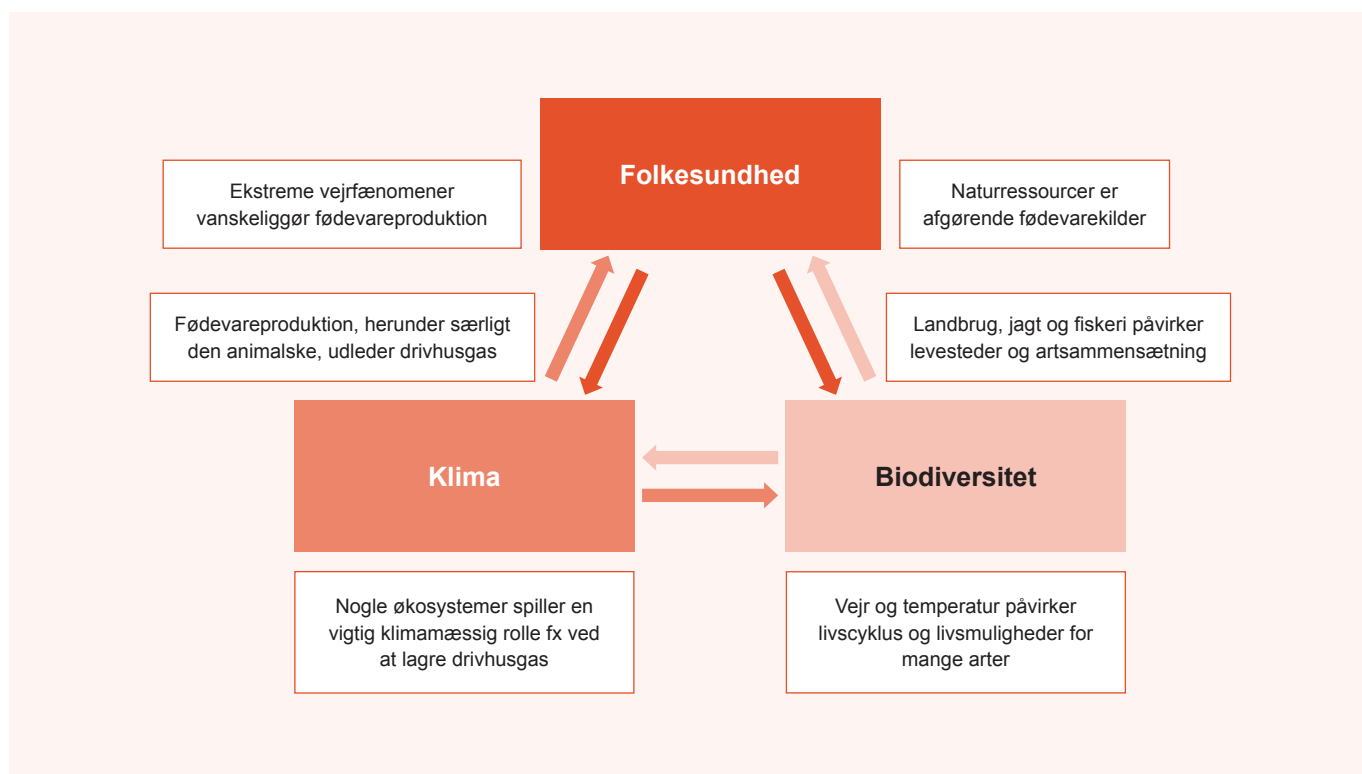 Folkesundhed
Ekstreme vejrfænomener
vanskeliggør fødevareproduktion
Naturressourcer er
afgørende fødevarekilder
Fødevareproduktion, herunder særligt
den animalske, udleder drivhusgas
Landbrug, jagt og fiskeri påvirker
levesteder og artsammensætning
Klima
Biodiversitet
Nogle økosystemer spiller en
vigtig klimamæssig rolle fx ved
at lagre drivhusgas
Vejr og temperatur påvirker
livscyklus og livsmuligheder for
mange arter